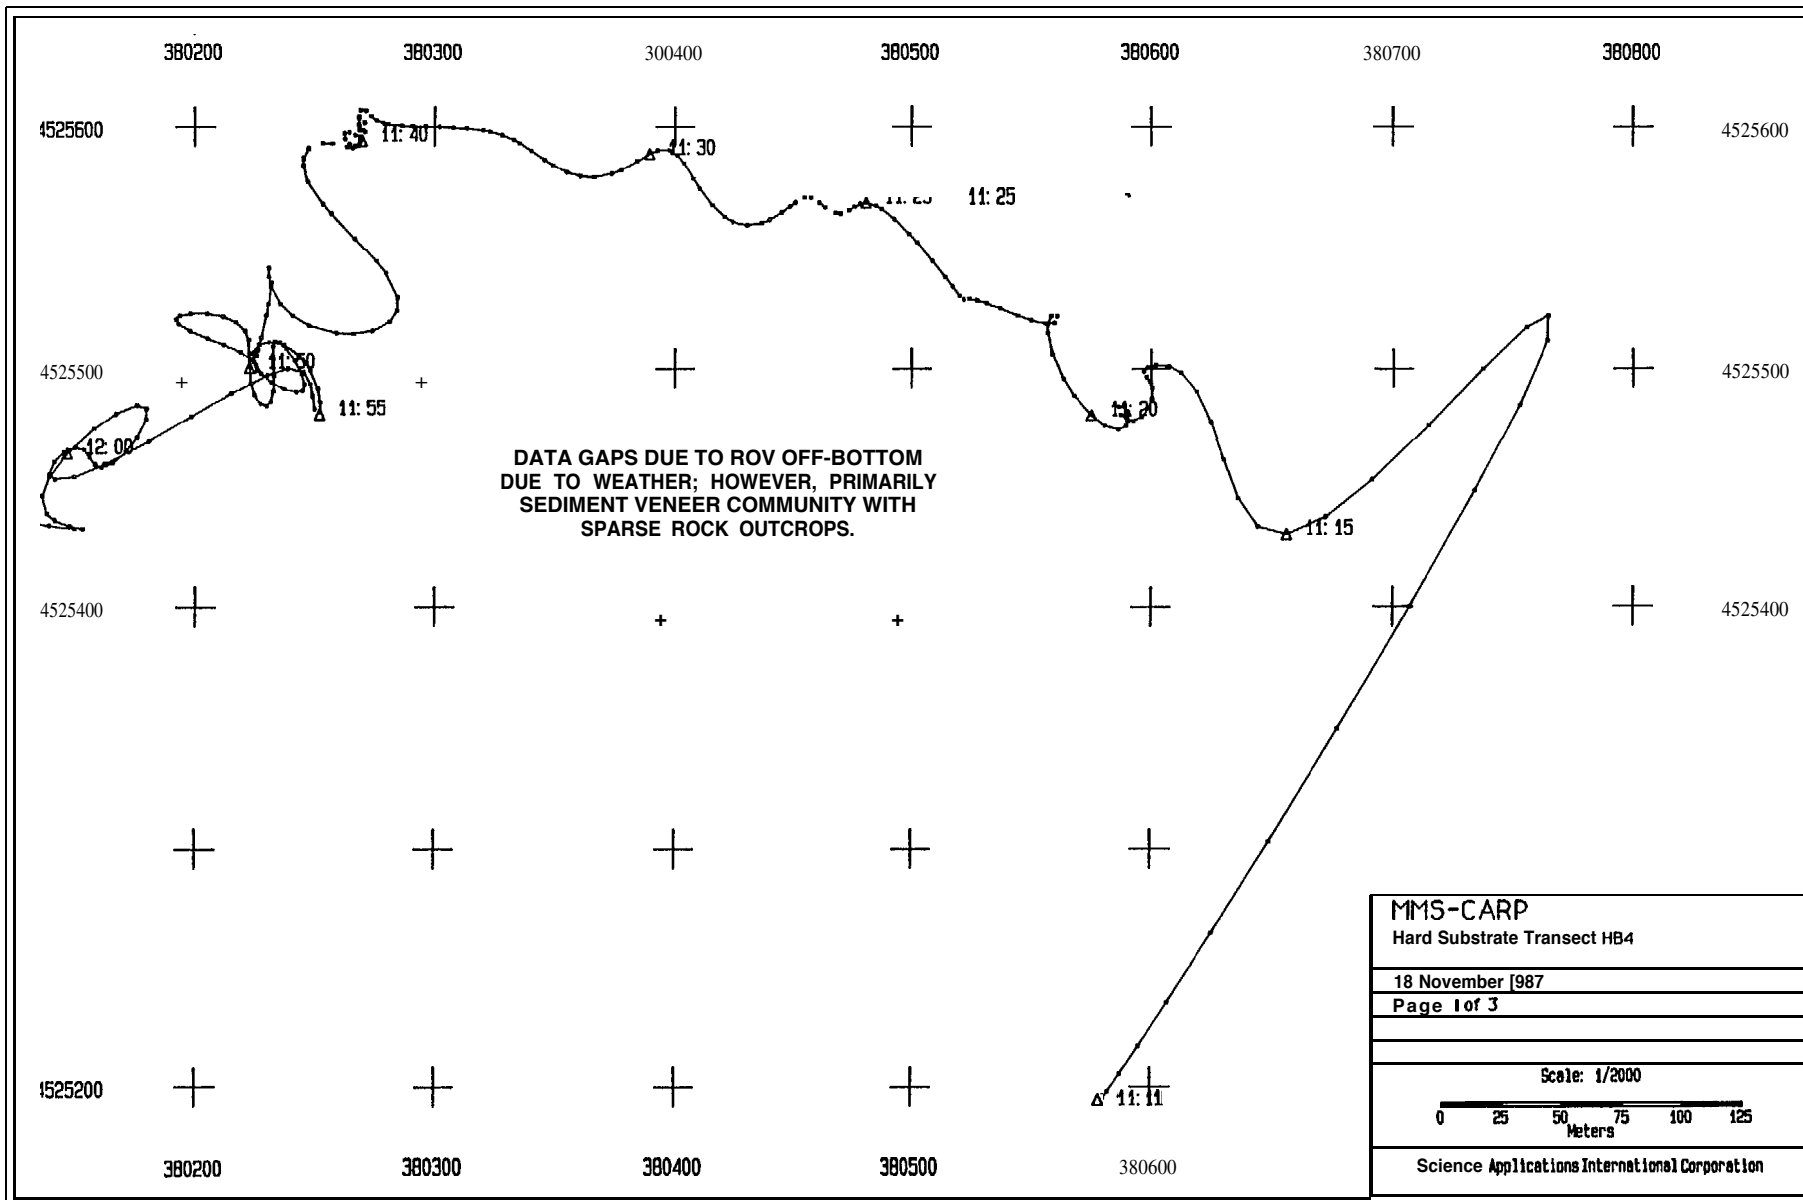 380200 380300 300400 380500 380600 380700 380800
4525600 4525600
11:40
11:30
11:25 11:25
4525500 4525500
11:50
11:55
11:20
12:00
DATA GAPS DUE TO ROV OFF-BOTTOM
DUE TO WEATHER; HOWEVER, PRIMARILY
SEDIMENT VENEER COMMUNITY WITH
SPARSE ROCK OUTCROPS.
11:15
4525400 4525400
4525200
11:11
380200 380300 380400 380500 380600
MMS-CARP
Hard Substrate Transect HB4
18 November [987
Page 1 of 3
Scale: 1/2000
0 25 50 75 100 125
Meters
Science Applications International Corporation